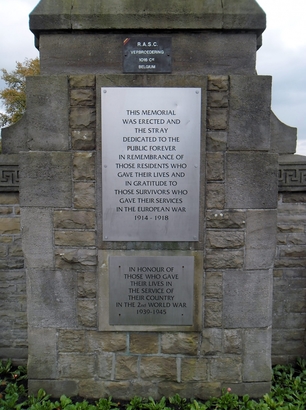 R.A.S.C.
VERBROEDERING
1018 Cy
BELGIUM
THIS MEMORIAL
WAS ERECTED AND
THE STRAY
DEDICATED TO THE
PUBLIC FOREVER
IN REMEMBRANCE OF
THOSE RESIDENTS WHO
GAVE THEIR LIVES AND
IN GRATITUDE TO
THOSE SURVIVORS WHO
GAVE THEIR SERVICES
IN THE EUROPEAN WAR
1914 - 1918
IN HONOUR OF
THOSE WHO GAVE
THEIR LIVES IN
THE SERVICE OF
THEIR COUNTRY
IN THE 2ND WORLD WAR
1939-1945